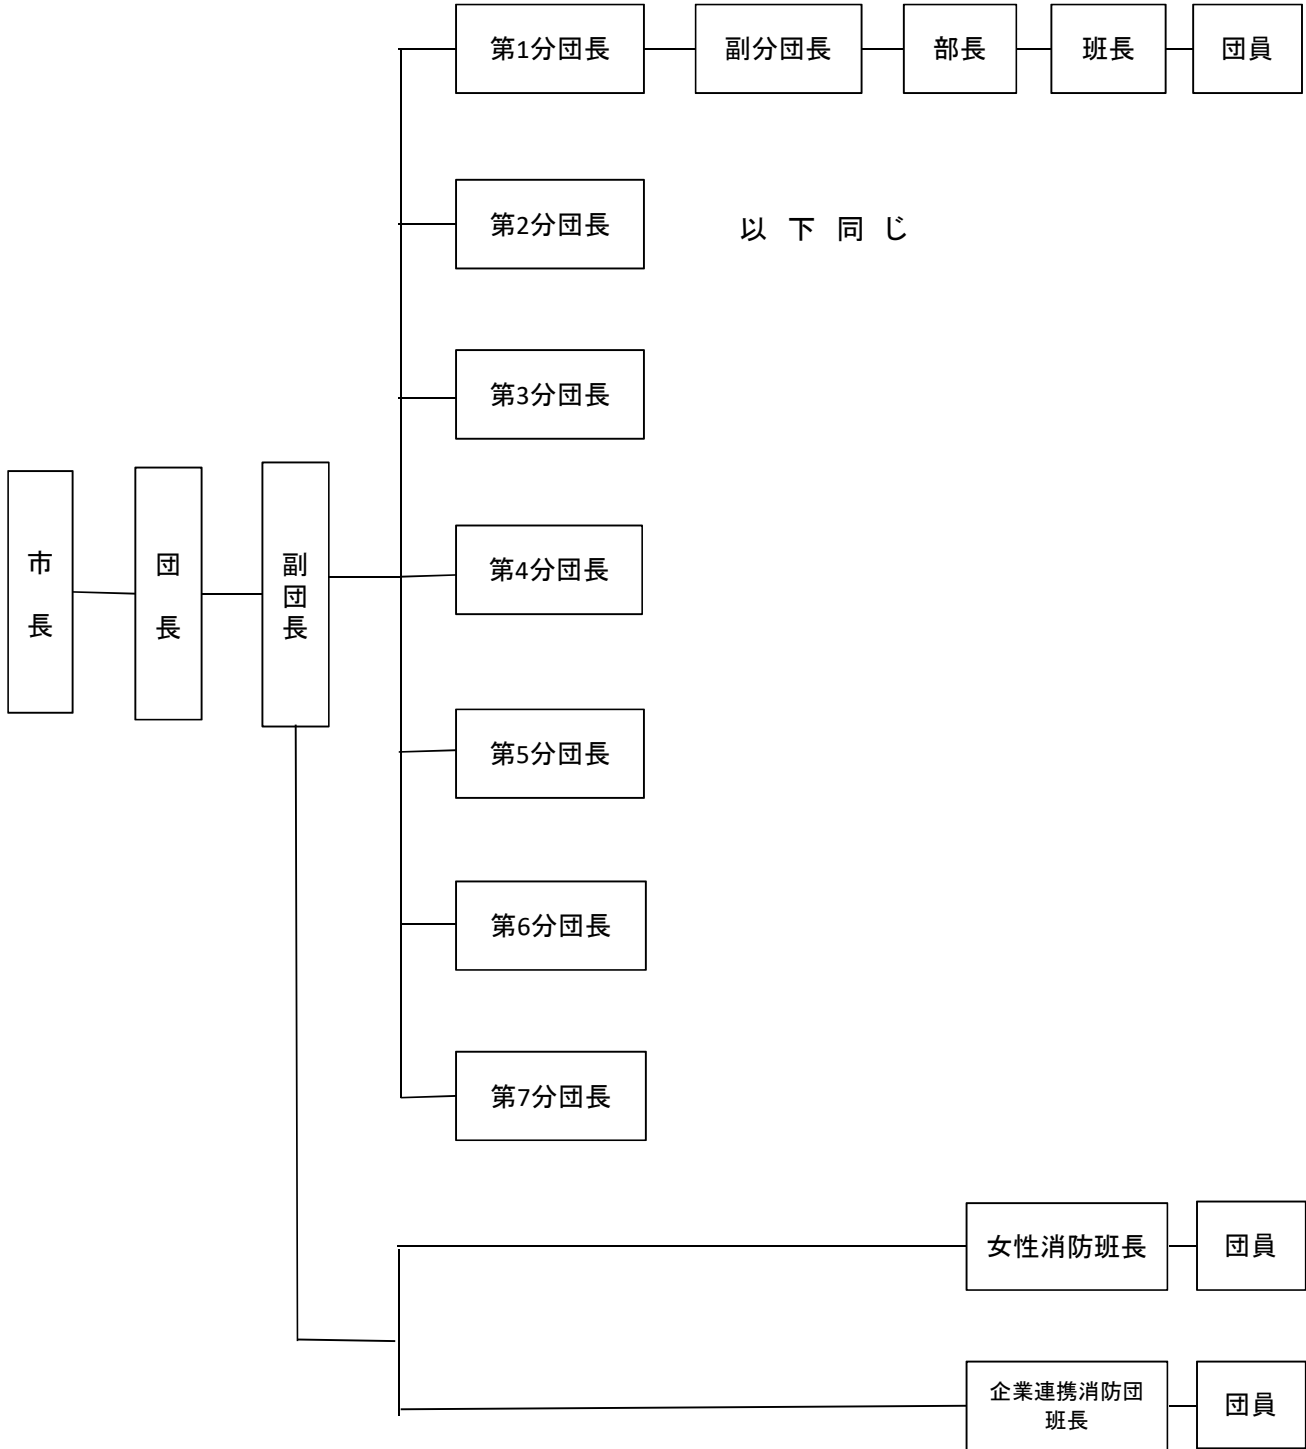 第1分団長
副分団長
部長
班長
団員
第2分団長
以下同じ
第3分団長
市長
団長
副団長
第4分団長
第5分団長
第6分団長
第7分団長
女性消防班長
団員
企業連携消防団
班長
団員